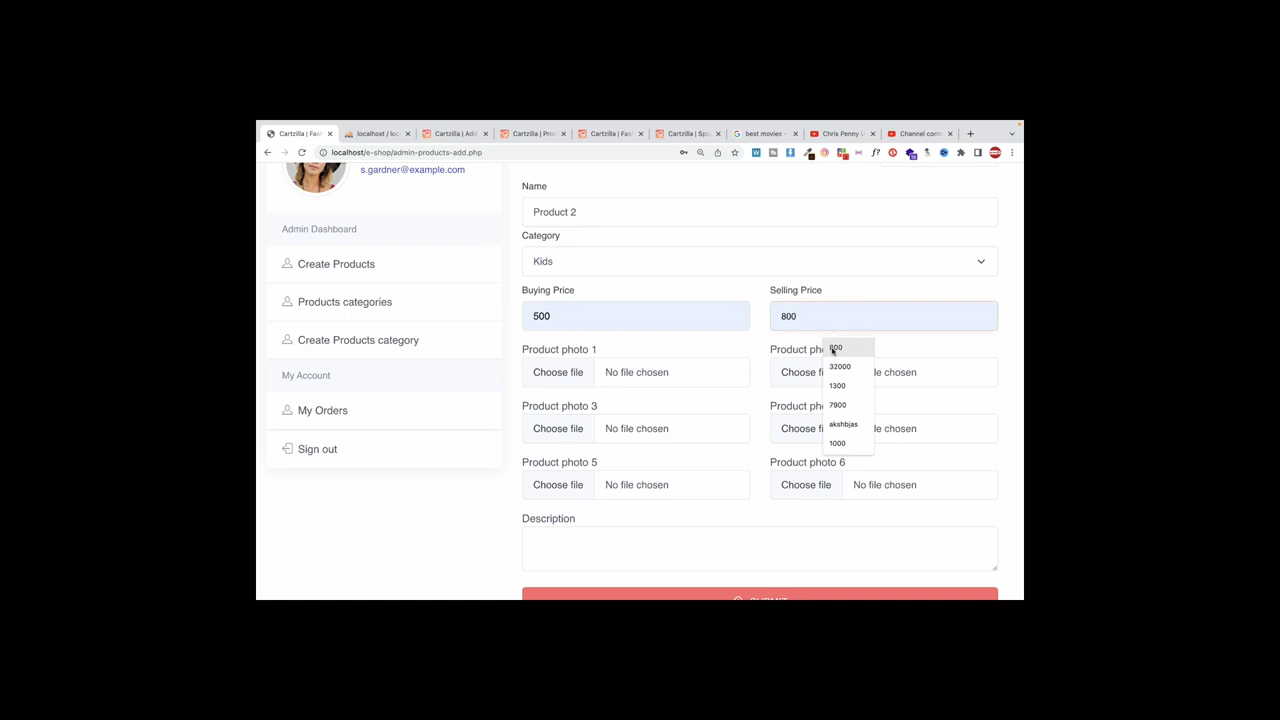 Cartzilla | Fas
localhost / loc
Cartzilla | Add
Cartzilla | Pro
Cartzilla | Fas
Cartzilla | Spo
best movies -
Chris Penny
Channel con
localhost/e-shop/admin-products-add.php
s.gardner@example.com
Admin Dashboard
Create Products
Products categories
Create Products category
My Account
My Orders
Sign out
Name
Product 2
Category
Kids
Buying Price
Selling Price
500
800
800
32000
1300
7900
akshbjas
1000
Product photo 1
Product pho
Choose file No file chosen
Choose fi le chosen
Product photo 3
Product pho
Choose file No file chosen
Choose fi le chosen
Product photo 5
Product photo 6
Choose file No file chosen
Choose file No file chosen
Description
SUBMIT